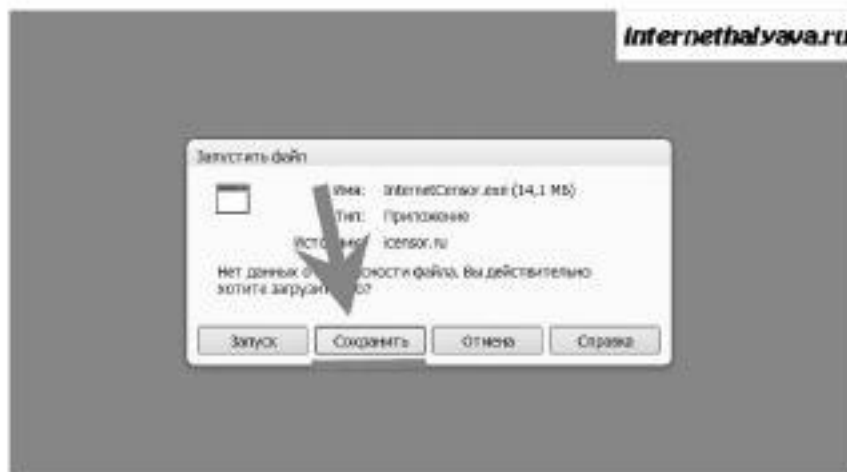 internethalyava.ru
Запустить файл
Имя: InternetCensor.exe (14,1 МБ)
Тип: Приложение
icensor.ru
Нет данных о файла. Вы действительно
хотите
Запуск Сохранить Отмена Справка